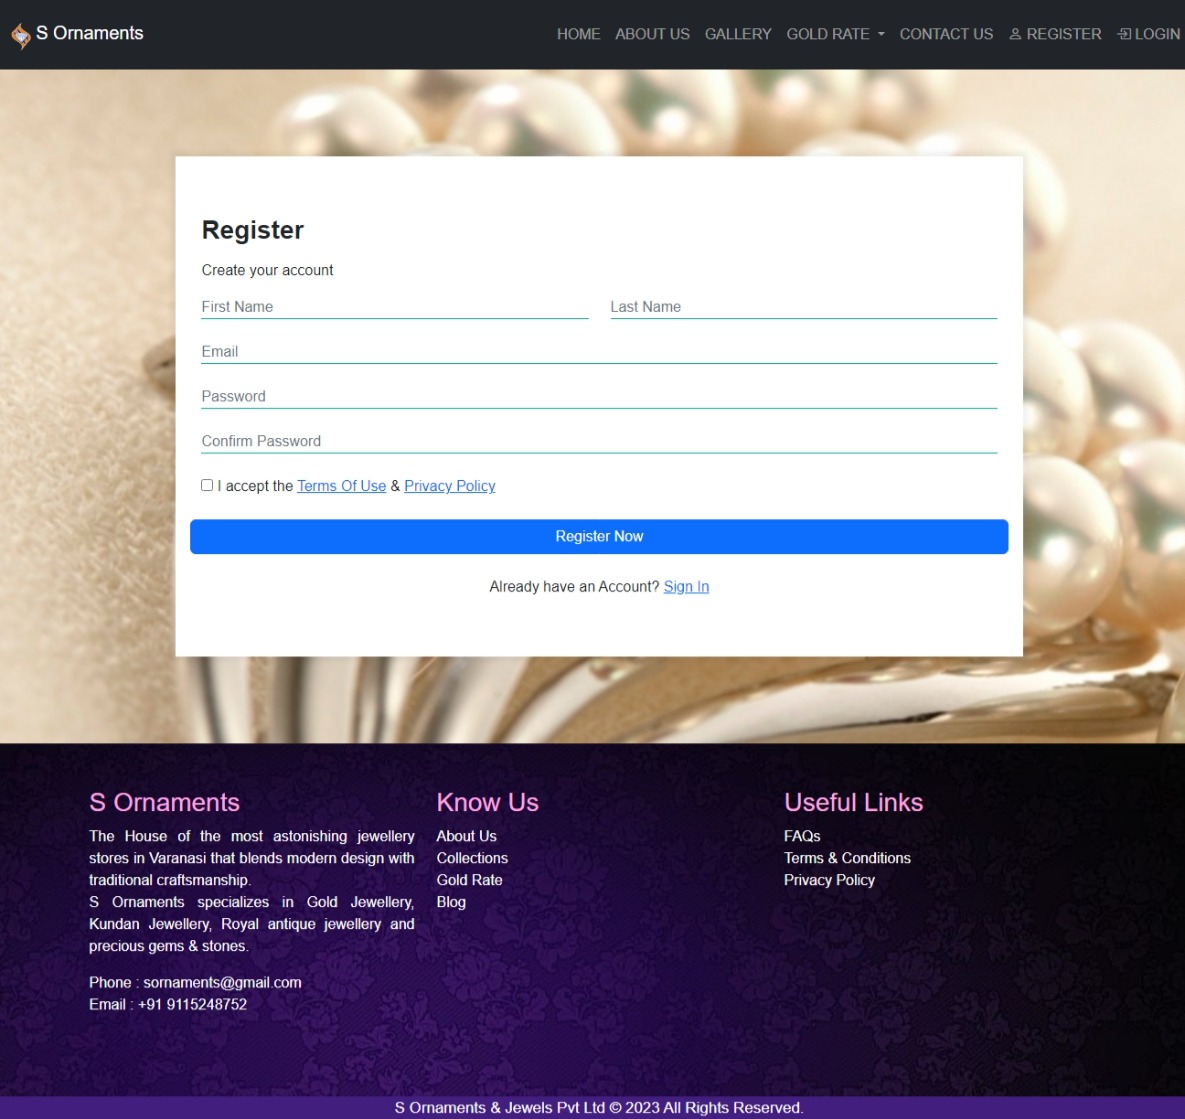 S Ornaments
HOME ABOUT US GALLERY GOLD RATE CONTACT US REGISTER LOGIN
Register
Create your account
First Name Last Name
Email
Password
Confirm Password
I accept the Terms Of Use & Privacy Policy
Register Now
Already have an Account? Sign In
S Ornaments
The House of the most astonishing jewellery
stores in Varanasi that blends modern design with
traditional craftsmanship.
S Ornaments specializes in Gold Jewellery,
Kundan Jewellery, Royal antique jewellery and
precious gems & stones.
Phone : sornaments@gmail.com
Email : +91 9115248752
Know Us
About Us
Collections
Gold Rate
Blog
Useful Links
FAQs
Terms & Conditions
Privacy Policy
S Ornaments & Jewels Pvt Ltd © 2023 All Rights Reserved.